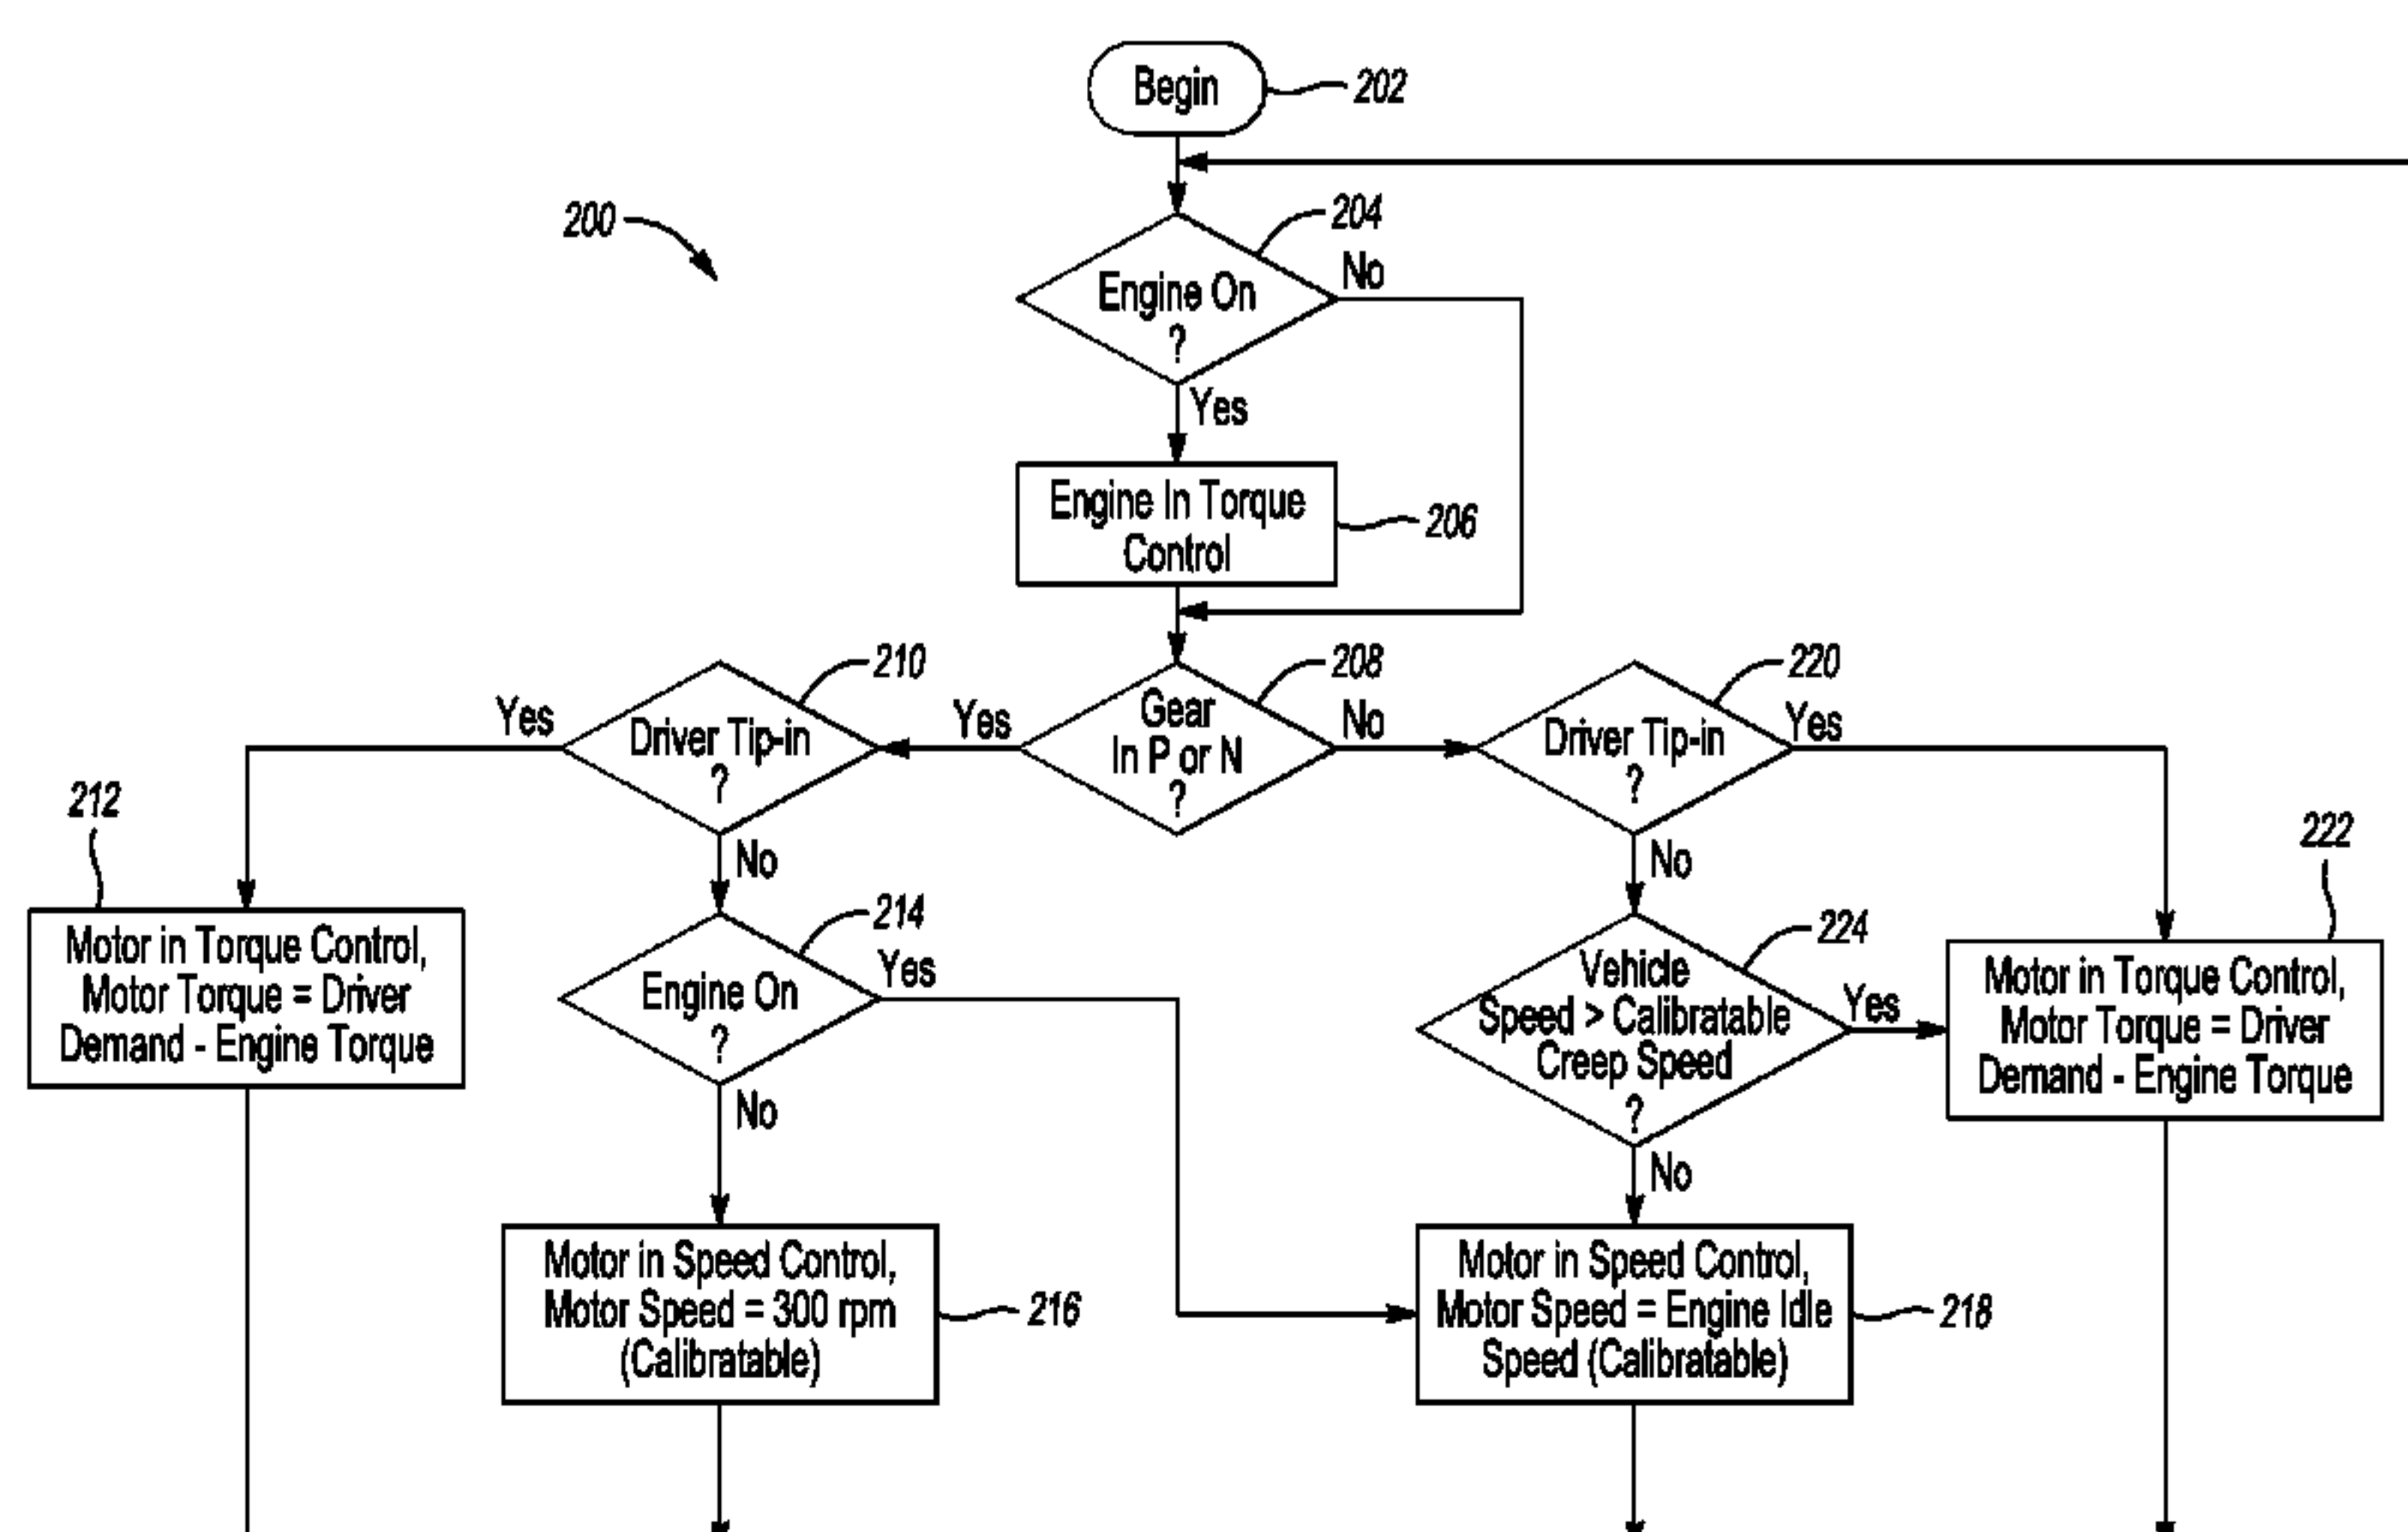 Begin
202
200
204
No
Engine On
?
Yes
Engine In Torque
Control
206
210
208
220
Yes
Driver Tip-in
?
Yes
Gear
In P or N
?
No
Driver Tip-in
?
Yes
212
No
No
222
214
224
Motor in Torque Control,
Motor Torque = Driver
Demand - Engine Torque
Engine On
?
Yes
Vehicle
Speed > Calibratable
Creep Speed
?
Yes
Motor in Torque Control,
Motor Torque = Driver
Demand - Engine Torque
No
No
Motor in Speed Control,
Motor Speed = 300 rpm
(Calibratable)
216
Motor in Speed Control,
Motor Speed = Engine Idle
Speed (Calibratable)
218